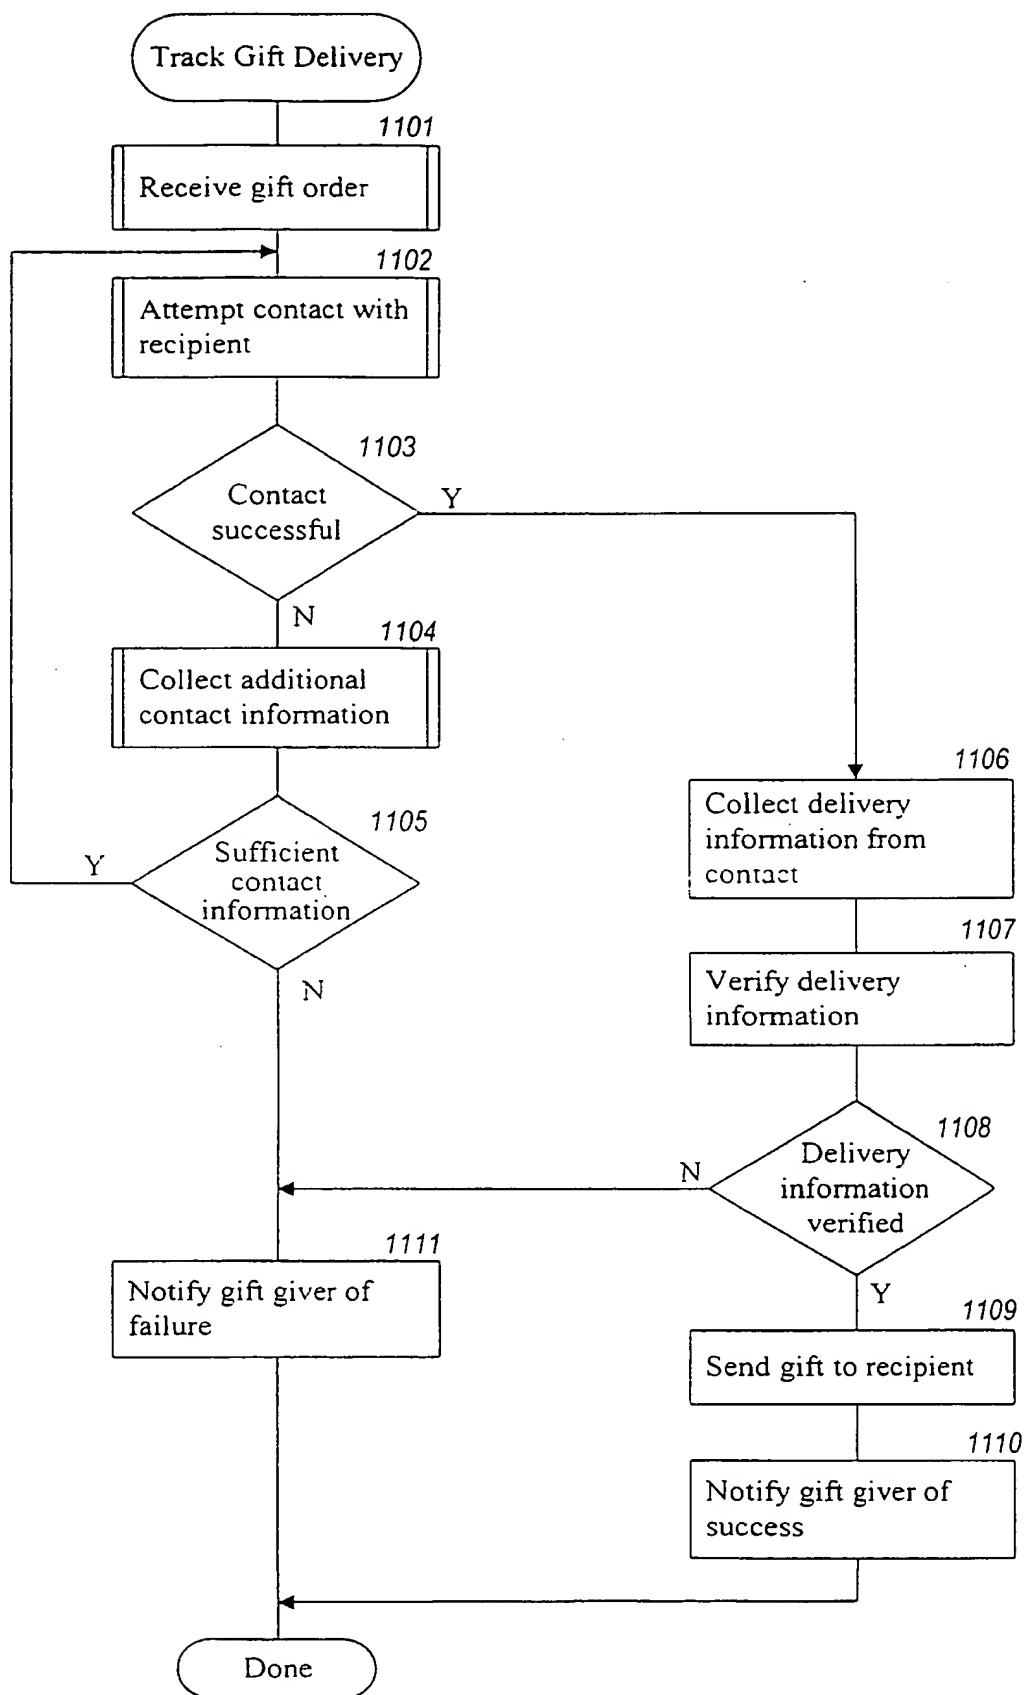 Track Gift Delivery
1101
Receive gift order
1102
Attempt contact with
recipient
1103
Contact
successful
Y
N
1104
Collect additional
contact information
1105
Sufficient
contact
information
Y
N
1106
Collect delivery
information from
contact
1107
Verify delivery
information
1108
Delivery
information
verified
N
Y
1109
Send gift to recipient
1110
Notify gift giver of
success
1111
Notify gift giver of
failure
Done